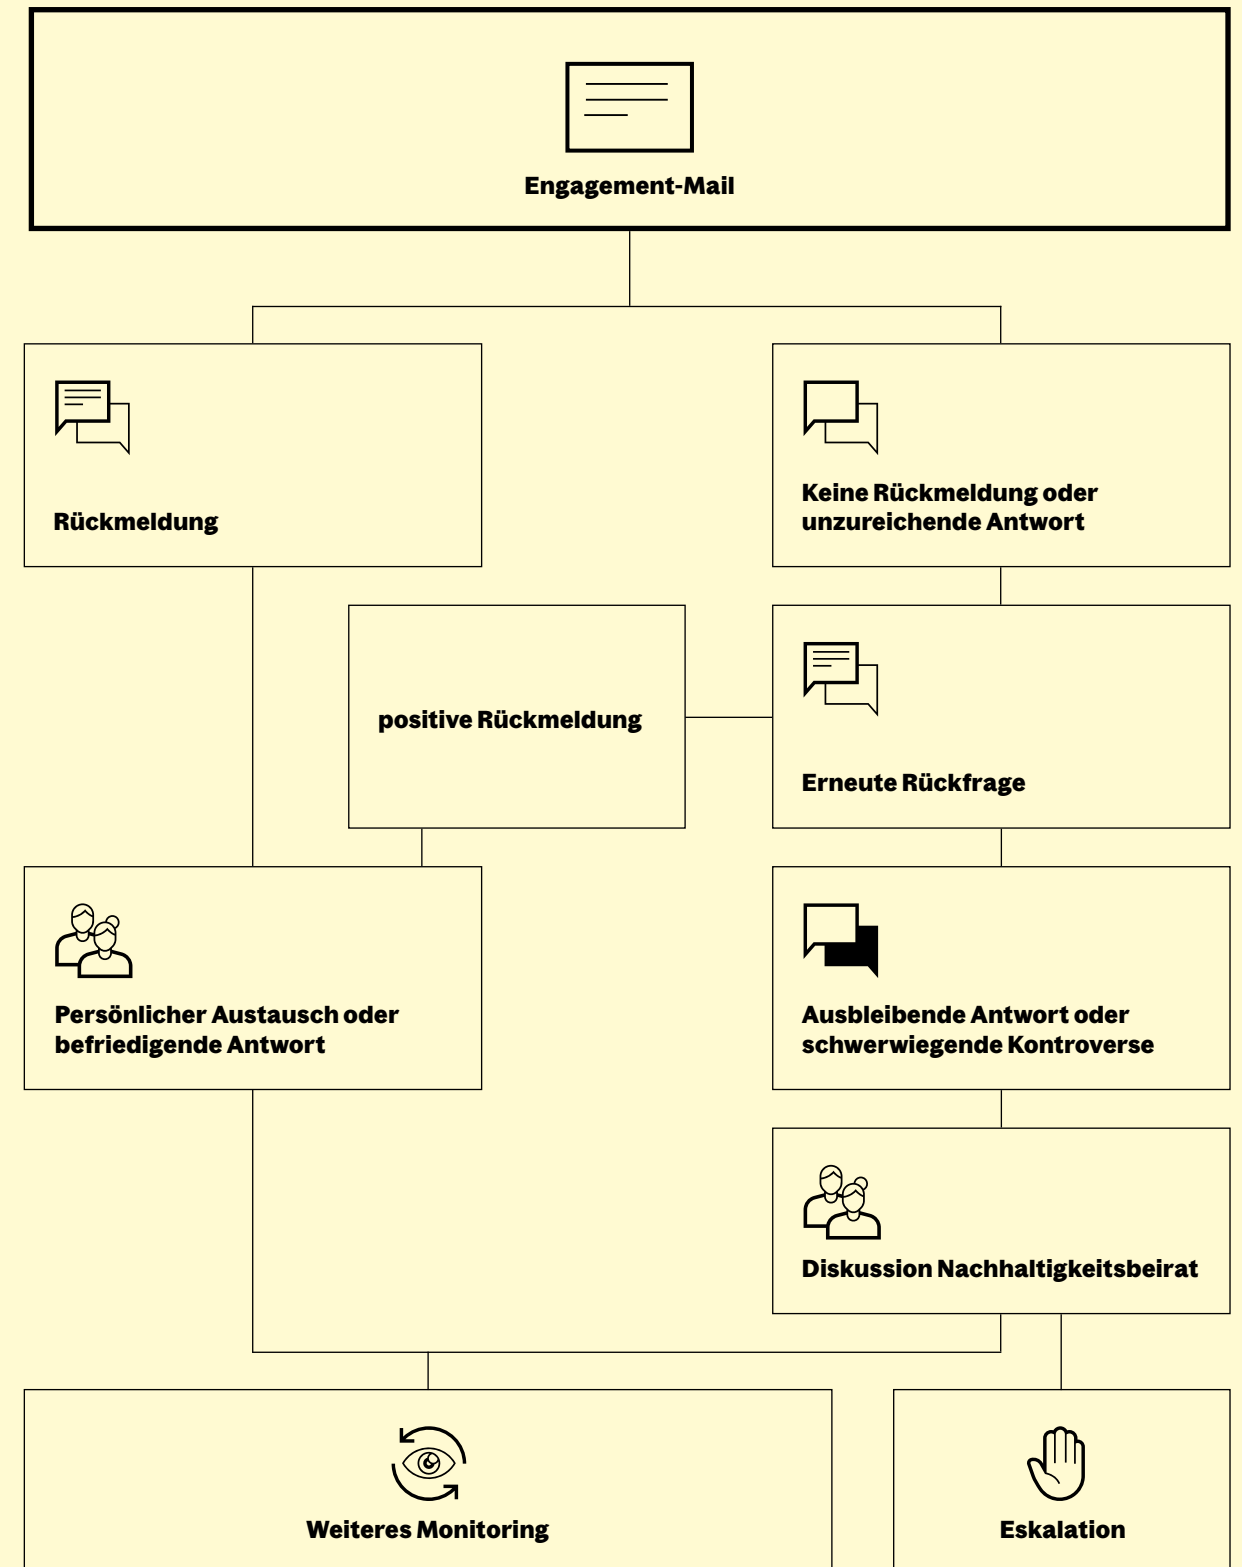 Engagement-Mail
Rückmeldung
Keine Rückmeldung oder
unzureichende Antwort
positive Rückmeldung
Erneute Rückfrage
Persönlicher Austausch oder
befriedigende Antwort
Ausbleibende Antwort oder
schwerwiegende Kontroverse
Diskussion Nachhaltigkeitsbeirat
Weiteres Monitoring
Eskalation